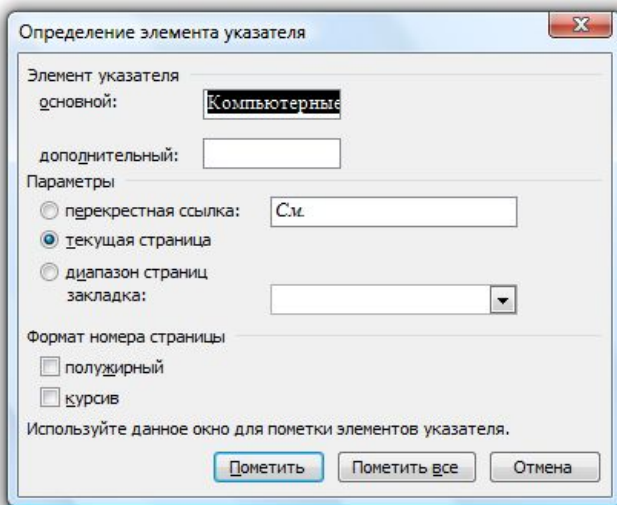 Определение элемента указателя
Элемент указателя
основной: Компьютерные
дополнительный:
Параметры
перекрестная ссылка: См.
текущая страница
диапазон страниц
закладка:
Формат номера страницы
полужирный
курсив
Используйте данное окно для пометки элементов указателя.
Пометить Пометить все Отмена